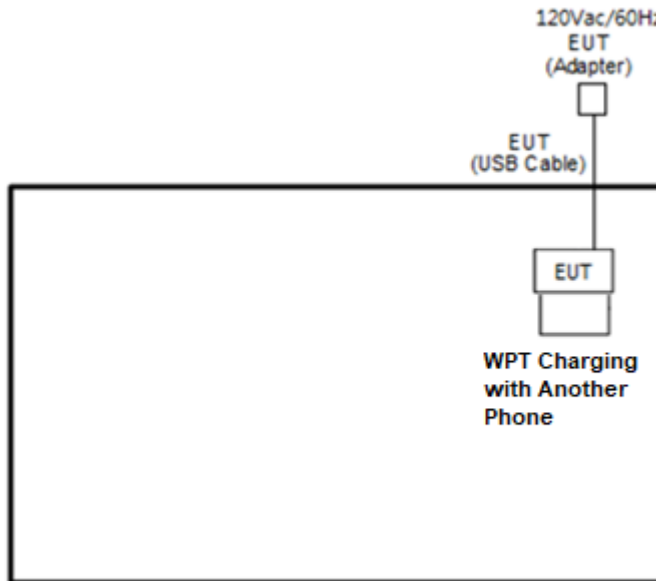 120Vac/60Hz
EUT
(Adapter)
EUT
(USB Cable)
EUT
WPT Charging
with Another
Phone